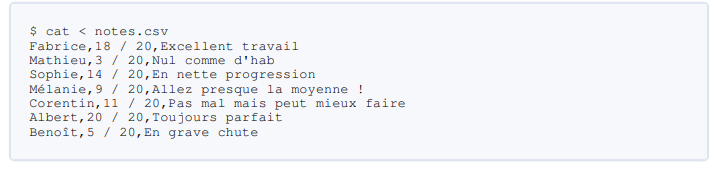 $ cat < notes.csv
Fabrice,18 / 20,Excellent travail
Mathieu,3 / 20,Nul comme d'hab
Sophie,14 / 20,En nette progression
Mélanie,9 / 20,Allez presque la moyenne !
Corentin,11 / 20,Pas mal mais peut mieux faire
Albert,20 / 20,Toujours parfait
Benoît,5 / 20,En grave chute